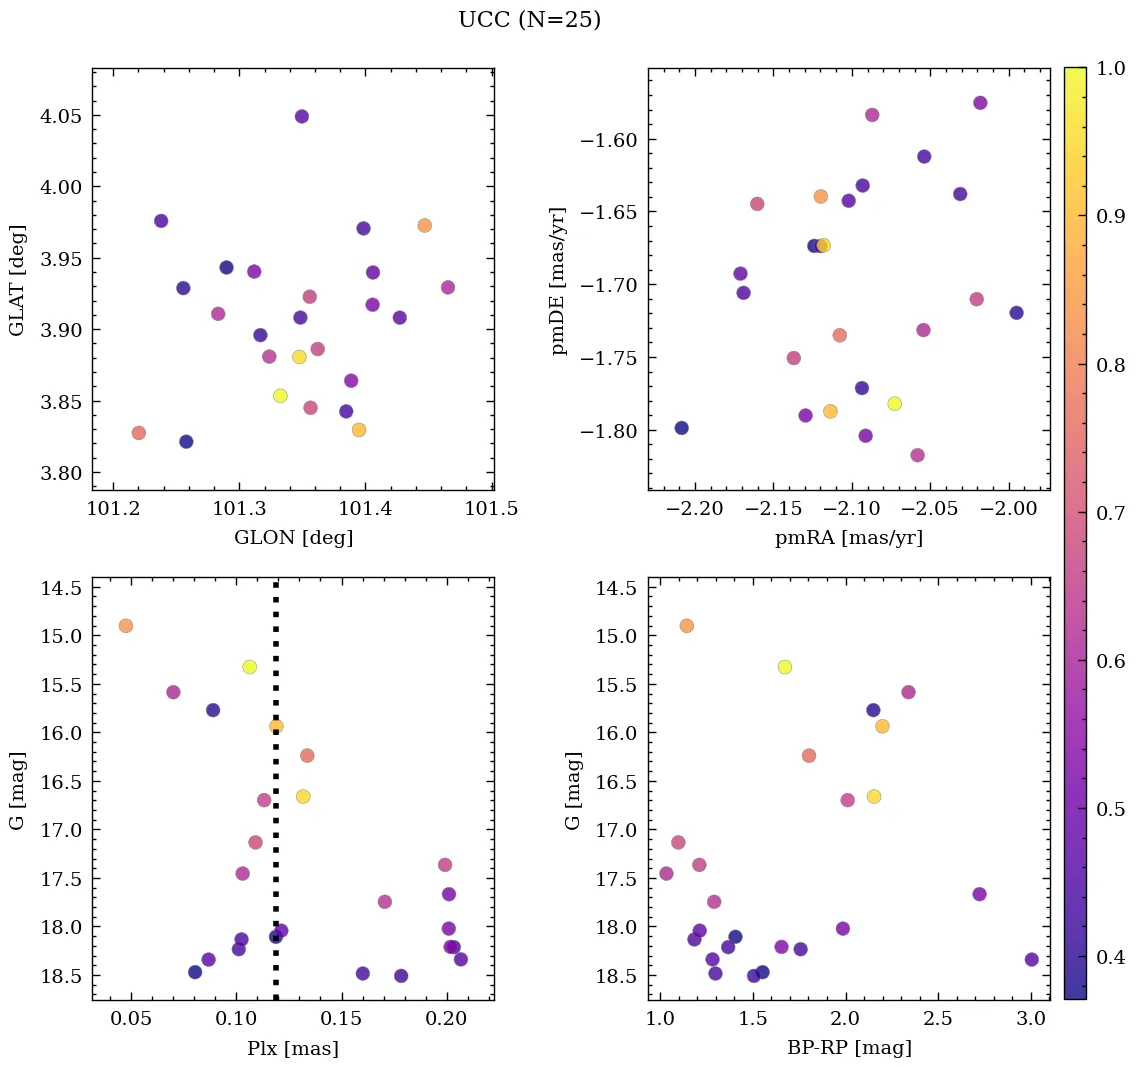 UCC (N=25)
4.05
4.00
3.95
3.90
3.85
3.80
GLAT [deg]
101.2 101.3 101.4 101.5
GLON [deg]
−1.60
−1.65
−1.70
−1.75
−1.80
pmDE [mas/yr]
−2.20 −2.15 −2.10 −2.05 −2.00
pmRA [mas/yr]
14.5
15.0
15.5
16.0
16.5
17.0
17.5
18.0
18.5
G [mag]
0.05 0.10 0.15 0.20
Plx [mas]
14.5
15.0
15.5
16.0
16.5
17.0
17.5
18.0
18.5
G [mag]
1.0 1.5 2.0 2.5 3.0
BP-RP [mag]
1.0
0.9
0.8
0.7
0.6
0.5
0.4